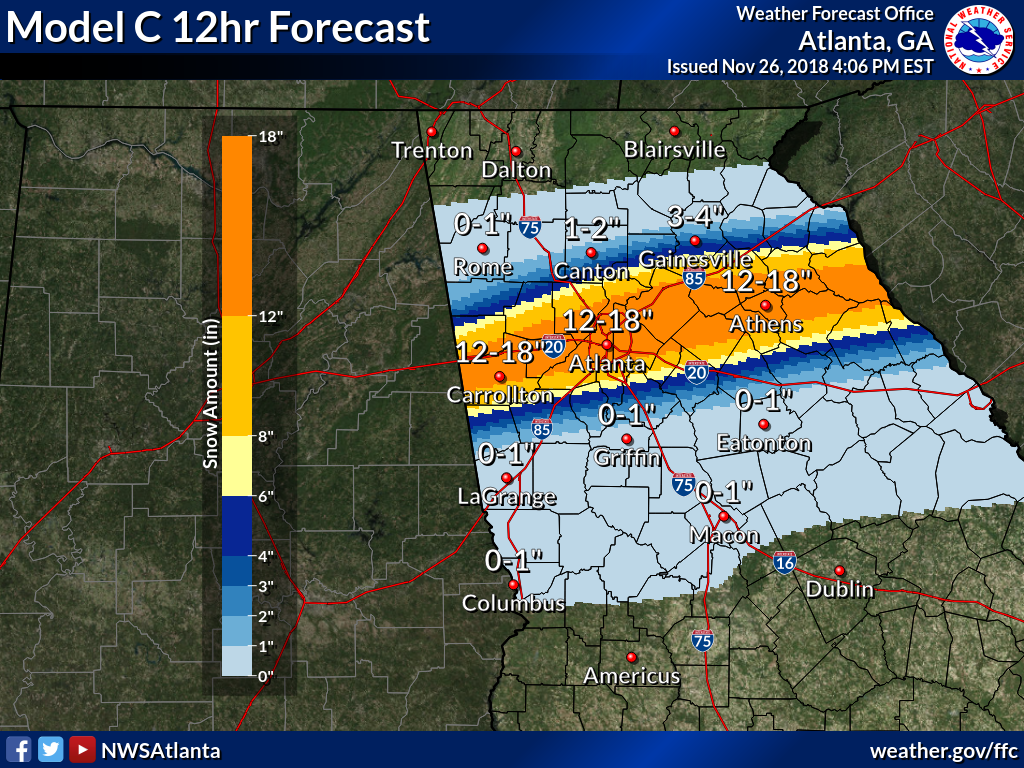 Model C 12hr Forecast
Weather Forecast Office
Atlanta, GA
Issued Nov 26, 2018 4:06 PM EST
NATIONAL WEATHER SERVICE
Snow Amount (in)
18"
12"
8"
6"
4"
3"
2"
1"
0"
Trenton
Dalton
Blairsville
0-1"
Rome
75
1-2"
Canton
3-4"
Gainesville
85
12-18"
Athens
12-18"
Atlanta
12-18"
20
Carrollton
20
85
0-1"
Griffin
0-1"
Eatonton
0-1"
LaGrange
75
0-1"
Macon
0-1"
Columbus
16
Dublin
75
Americus
NWSAtlanta
weather.gov/ffc